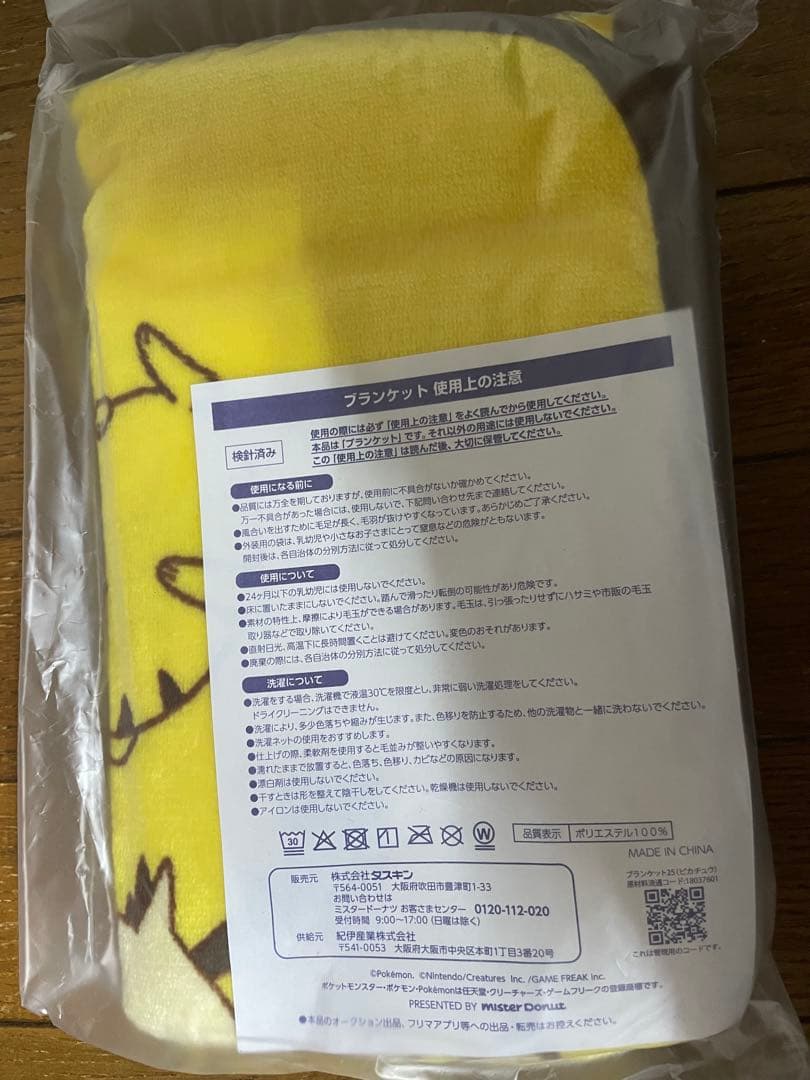 ブランケット 使用上の注意
検針済み
使用の際には必ず「使用上の注意」をよく読んでから使用してください。
本品は「ブランケット」です。それ以外の用途には使用しないでください。
この「使用上の注意」は読んだ後、大切に保管してください。
使用になる前に
●品質には万全を期しておりますが、使用前に不具合がないか確かめてください。
万一不具合があった場合には、使用しないで、下記問い合わせ先まで連絡してください。
●風合いを出すために毛足が長く、毛羽が抜けやすくなっています。あらかじめご了承ください。
●外装用の袋は、乳幼児や小さなお子さまにとって窒息などの危険がともないます。
開封後は、各自治体の分別方法に従って処分してください。
使用について
●24ヶ月以下の乳幼児には使用しないでください。
●床に置いたままにしないでください。踏んで滑ったり転倒の可能性があり危険です。
●素材の特性上、摩擦により毛玉ができる場合があります。毛玉は、引っ張ったりせずにハサミや市販の毛玉
取り器などで取り除いてください。
●直射日光、高温下に長時間置くことは避けてください。変色のおそれがあります。
●廃棄の際には、各自治体の分別方法に従って処分してください。
洗濯について
●洗濯をする場合、洗濯機で液温30℃を限度とし、非常に弱い洗濯処理をしてください。
ドライクリーニングはできません。
●洗濯により、多少色落ちや縮みが生じます。また、色移りを防止するため、他の洗濯物と一緒に洗わないでください。
●洗濯ネットの使用をおすすめします。
●仕上げの際、柔軟剤を使用すると毛並みが整いやすくなります。
●濡れたままで放置すると、色落ち、色移り、カビなどの原因になります。
●漂白剤は使用しないでください。
●干すときは形を整えて陰干しをしてください。乾燥機は使用しないでください。
●アイロンは使用しないでください。
30 W
品質表示 ポリエステル100%
MADE IN CHINA
ブランケット25(ピカチュウ)
原材料流通コード:18037601
これは管理用のコードです。
販売元 株式会社ダスキン
〒564-0051 大阪府吹田市豊津町1-33
お問い合わせは
ミスタードーナツ お客さまセンター 0120-112-020
受付時間 9:00~17:00(日曜は除く)
供給元 紀伊産業株式会社
〒541-0053 大阪府大阪市中央区本町1丁目3番20号
©Pokémon. ©Nintendo/Creatures Inc./GAME FREAK inc.
ポケットモンスター・ポケモン・Pokémonは任天堂・クリーチャーズ・ゲームフリークの登録商標です。
PRESENTED BY mister Donut
●本品のオークション出品、フリマアプリ等への出品・転売はお控えください。